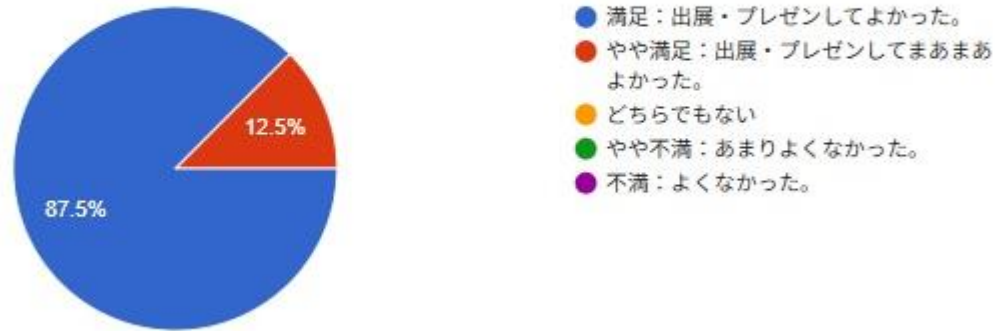 12.5%
87.5%
満足：出展・プレゼンしてよかった。
やや満足：出展・プレゼンしてまあまあ
よかった。
どちらでもない
やや不満：あまりよくなかった。
不満：よくなかった。